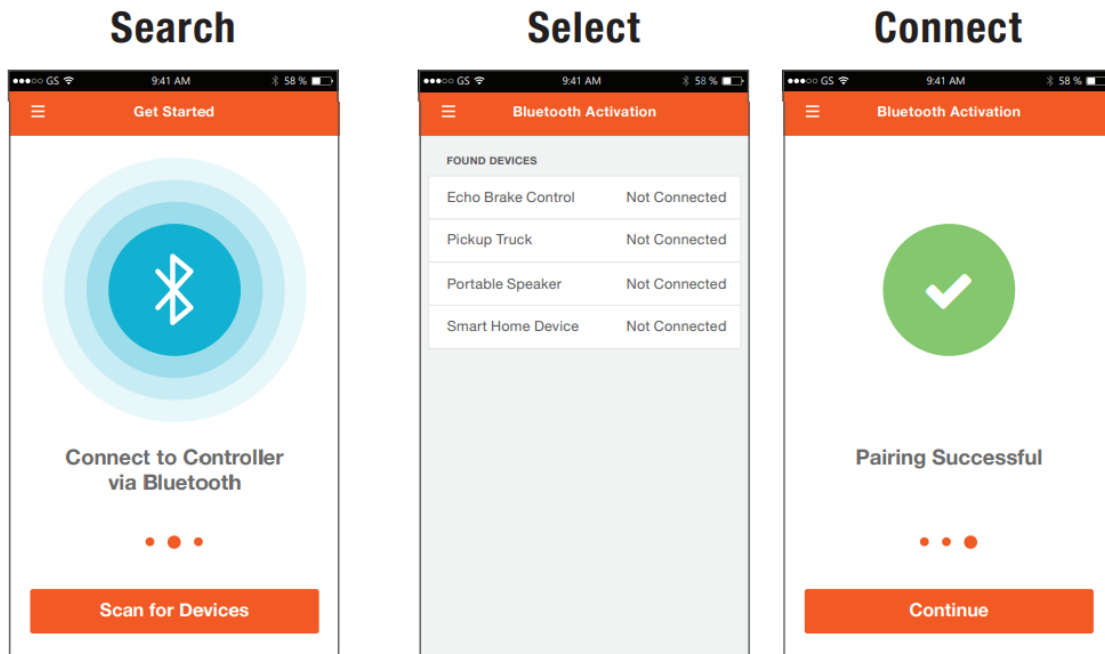 Search
GS
9:41 AM
58 %
Get Started
Connect to Controller
via Bluetooth
Scan for Devices
Select
GS
9:41 AM
58 %
Bluetooth Activation
FOUND DEVICES
Echo Brake Control Not Connected
Pickup Truck Not Connected
Portable Speaker Not Connected
Smart Home Device Not Connected
Connect
GS
9:41 AM
58 %
Bluetooth Activation
Pairing Successful
Continue